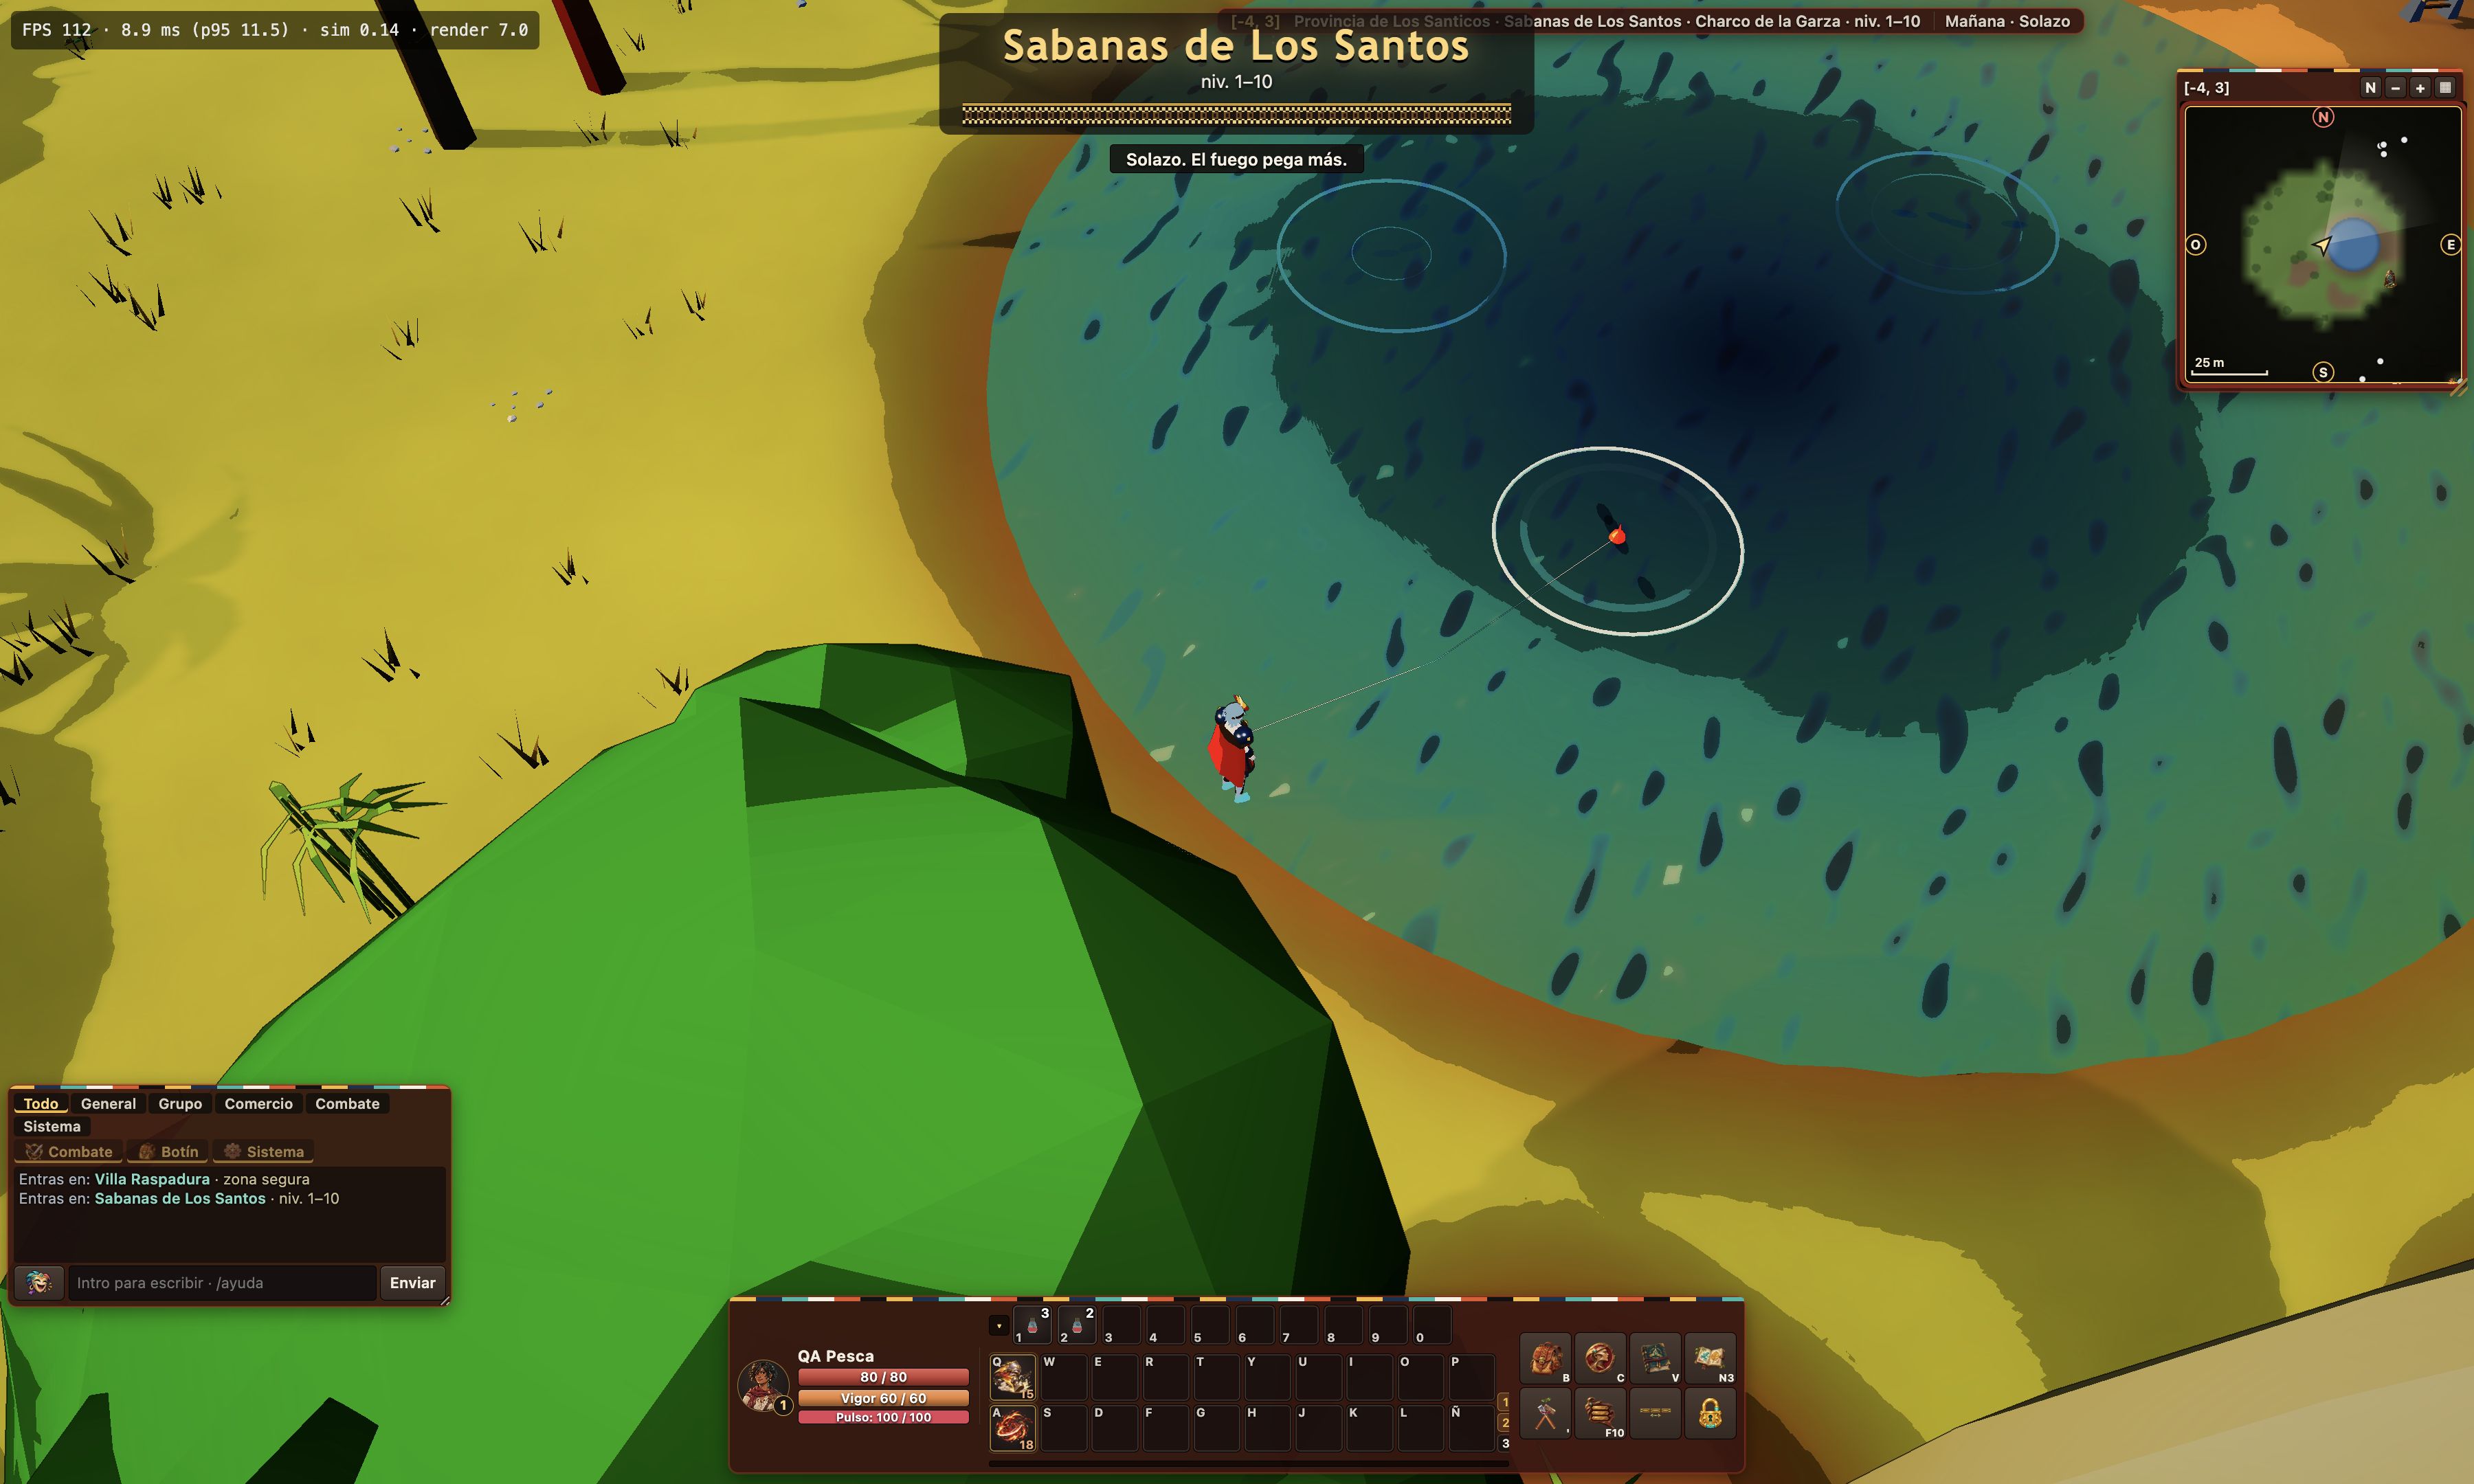 FPS 112 · 8.9 ms (p95 11.5) · sim 0.14 · render 7.0
[-4, 3] Provincia de Los Santicos · Sabanas de Los Santos · Charco de la Garza · niv. 1–10 Mañana · Solazo
Sabanas de Los Santos
niv. 1–10
Solazo. El fuego pega más.
[-4, 3] N − +
N
O
E
S
25 m
Todo General Grupo Comercio Combate
Sistema
Combate Botín Sistema
Entras en: Villa Raspadura · zona segura
Entras en: Sabanas de Los Santos · niv. 1–10
Intro para escribir · /ayuda
Enviar
QA Pesca
80 / 80
Vigor 60 / 60
Pulso: 100 / 100
1
3 2
1 2 3 4 5 6 7 8 9 0
Q W E R T Y U I O P
15
A S D F G H J K L Ñ
18
1
2
3
B C V N3
F10